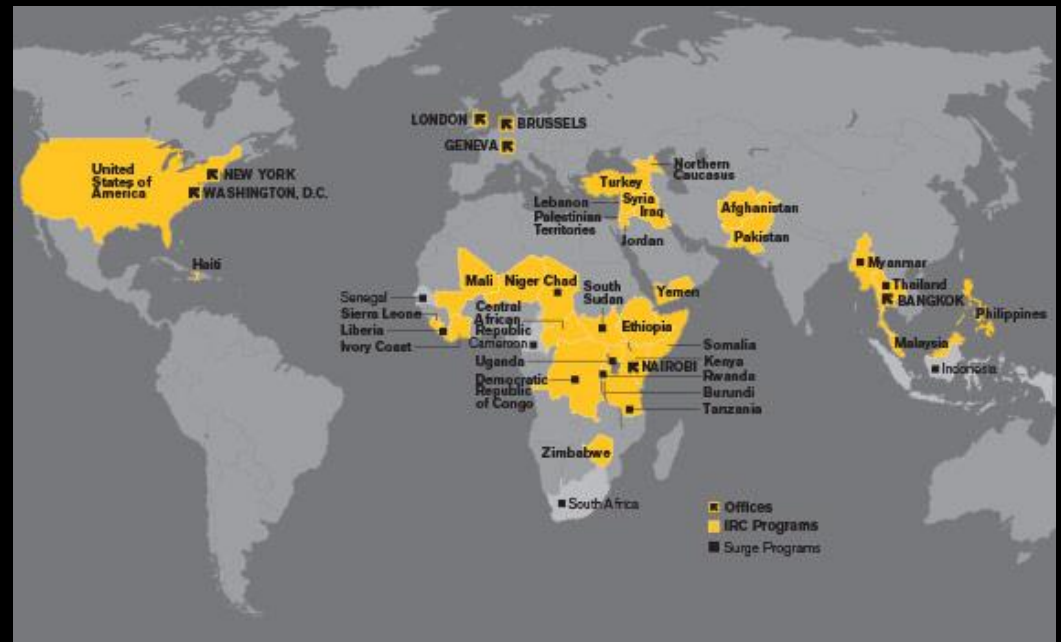 LONDON
BRUSSELS
GENEVA
United
States of
America
NEW YORK
WASHINGTON, D.C.
Northern
Caucasus
Turkey
Lebanon
Syria
Iraq
Palestinian
Territories
Jordan
Afghanistan
Pakistan
Haiti
Myanmar
Mali
Niger
Chad
South
Sudan
Yemen
Thailand
BANGKOK
Senegal
Sierra Leone
Liberia
Ivory Coast
Central
African
Republic
Cameroon
Ethiopia
Philippines
Malaysia
Indonesia
Uganda
Democratic
Republic
of Congo
NAIROBI
Somalia
Kenya
Rwanda
Burundi
Tanzania
Zimbabwe
South Africa
Offices
IRC Programs
Surge Programs